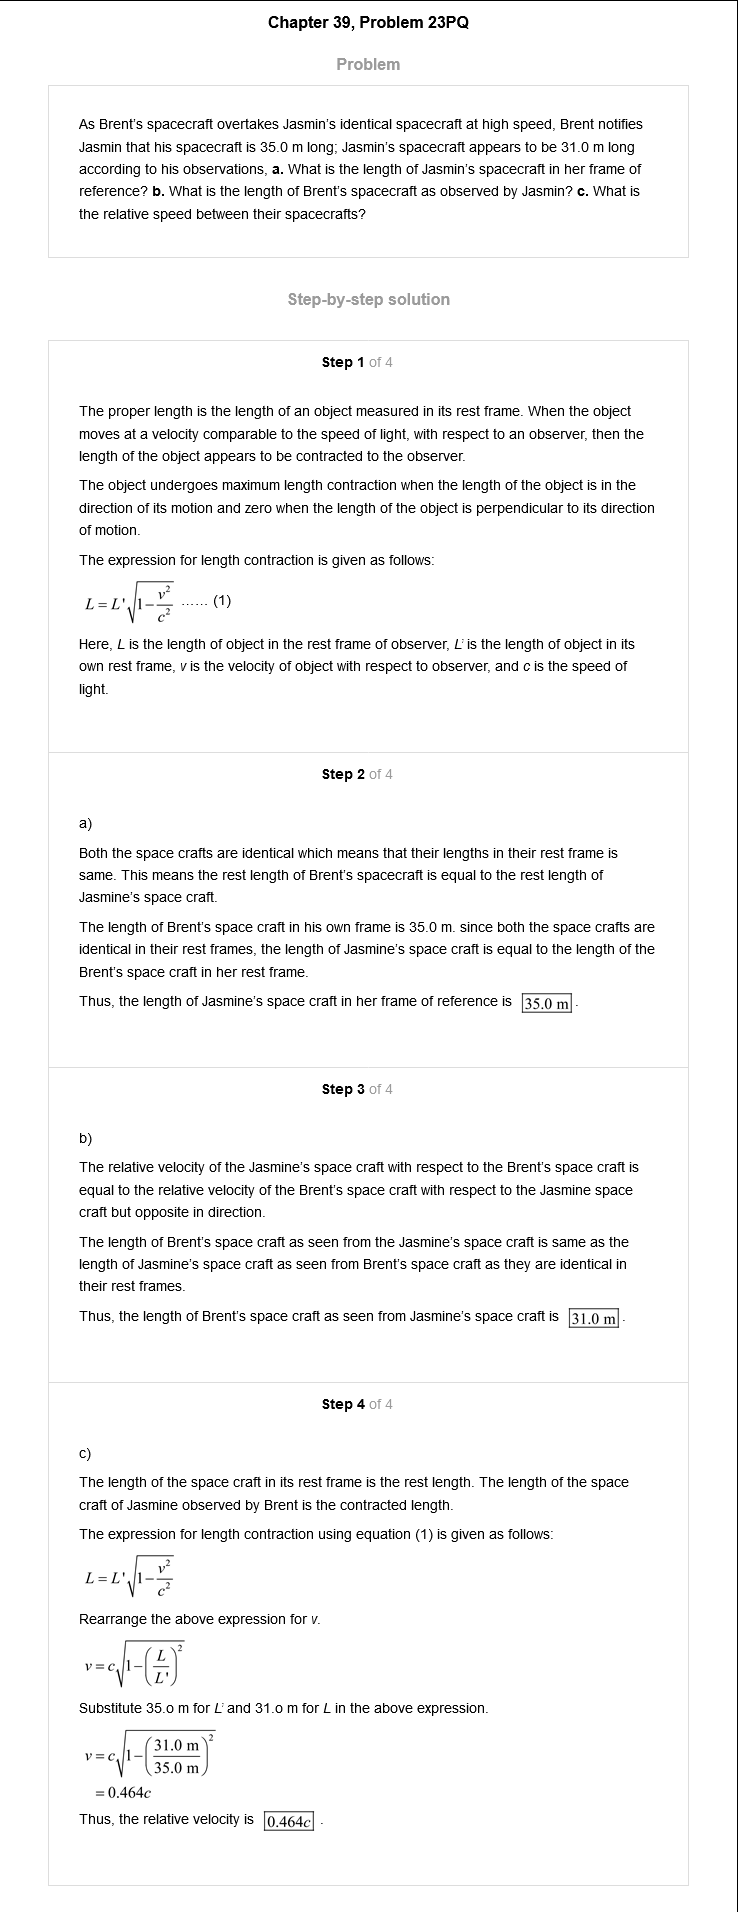 Chapter 39, Problem 23PQ
Problem
As Brent's spacecraft overtakes Jasmin's identical spacecraft at high speed, Brent notifies
Jasmin that his spacecraft is 35.0 m long; Jasmin's spacecraft appears to be 31.0 m long
according to his observations, a. What is the length of Jasmin's spacecraft in her frame of
reference? b. What is the length of Brent's spacecraft as observed by Jasmin? c. What is
the relative speed between their spacecrafts?
Step-by-step solution
Step 1 of 4
The proper length is the length of an object measured in its rest frame. When the object
moves at a velocity comparable to the speed of light, with respect to an observer, then the
length of the object appears to be contracted to the observer.
The object undergoes maximum length contraction when the length of the object is in the
direction of its motion and zero when the length of the object is perpendicular to its direction
of motion.
The expression for length contraction is given as follows:
L = L'√(1−v²/c²) ...... (1)
Here, L is the length of object in the rest frame of observer, L' is the length of object in its
own rest frame, v is the velocity of object with respect to observer, and c is the speed of
light.
Step 2 of 4
a)
Both the space crafts are identical which means that their lengths in their rest frame is
same. This means the rest length of Brent's spacecraft is equal to the rest length of
Jasmine's space craft.
The length of Brent's space craft in his own frame is 35.0 m. since both the space crafts are
identical in their rest frames, the length of Jasmine's space craft is equal to the length of the
Brent's space craft in her rest frame.
Thus, the length of Jasmine's space craft in her frame of reference is 35.0 m.
Step 3 of 4
b)
The relative velocity of the Jasmine's space craft with respect to the Brent's space craft is
equal to the relative velocity of the Brent's space craft with respect to the Jasmine space
craft but opposite in direction.
The length of Brent's space craft as seen from the Jasmine's space craft is same as the
length of Jasmine's space craft as seen from Brent's space craft as they are identical in
their rest frames.
Thus, the length of Brent's space craft as seen from Jasmine's space craft is 31.0 m.
Step 4 of 4
c)
The length of the space craft in its rest frame is the rest length. The length of the space
craft of Jasmine observed by Brent is the contracted length.
The expression for length contraction using equation (1) is given as follows:
L = L'√(1−v²/c²)
Rearrange the above expression for v.
v = c√(1−(L/L')²)
Substitute 35.o m for L' and 31.o m for L in the above expression.
v = c√(1−(31.0 m/35.0 m)²)
= 0.464c
Thus, the relative velocity is 0.464c.